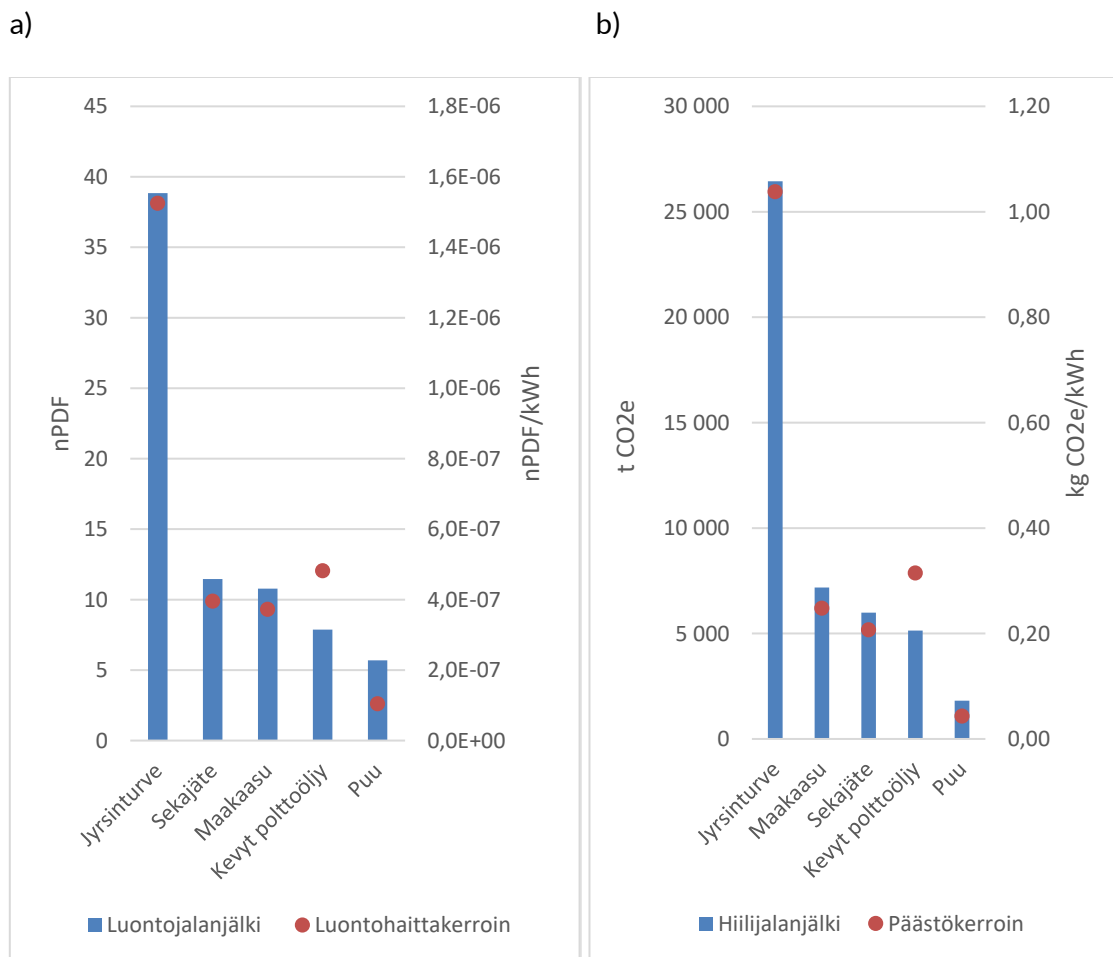 a)
b)
45
40
35
30
25
20
15
10
5
0
nPDF
1,8E-06
1,6E-06
1,4E-06
1,2E-06
1,0E-06
8,0E-07
6,0E-07
4,0E-07
2,0E-07
0,0E+00
nPDF/kWh
Jyrsinturve
Sekajäte
Maakaasu
Kevyt polttoöljy
Puu
Luontojalanjälki
Luontohaittakerroin
30 000
25 000
20 000
15 000
10 000
5 000
0
t CO2e
1,20
1,00
0,80
0,60
0,40
0,20
0,00
kg CO2e/kWh
Jyrsinturve
Maakaasu
Sekajäte
Kevyt polttoöljy
Puu
Hiilijalanjälki
Päästökerroin